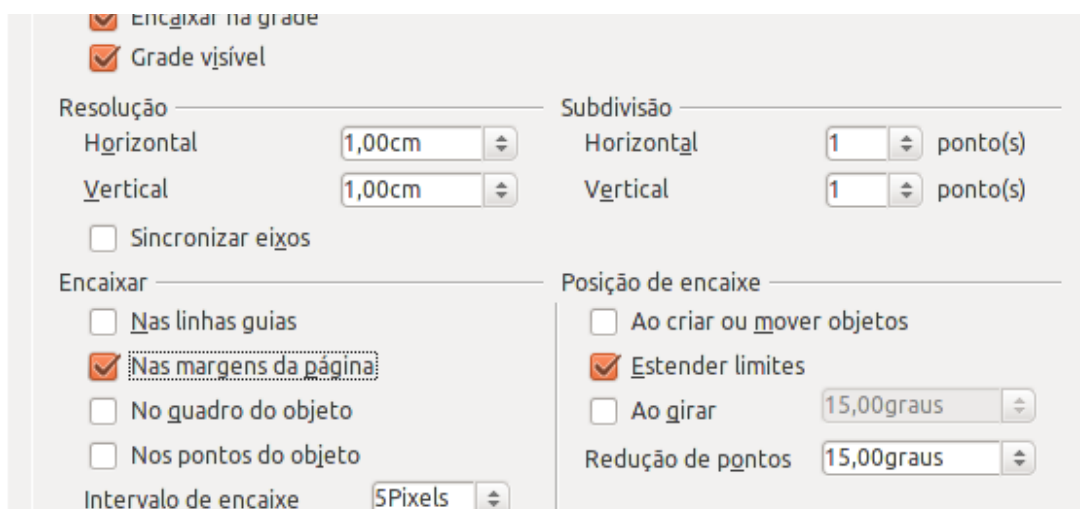 Encaixar na grade
Grade visível
Resolução
Horizontal 1,00cm
Vertical 1,00cm
Sincronizar eixos
Subdivisão
Horizontal 1 ponto(s)
Vertical 1 ponto(s)
Encaixar
Nas linhas guias
Nas margens da página
No quadro do objeto
Nos pontos do objeto
Intervalo de encaixe 5Pixels
Posição de encaixe
Ao criar ou mover objetos
Estender limites
Ao girar 15,00graus
Redução de pontos 15,00graus